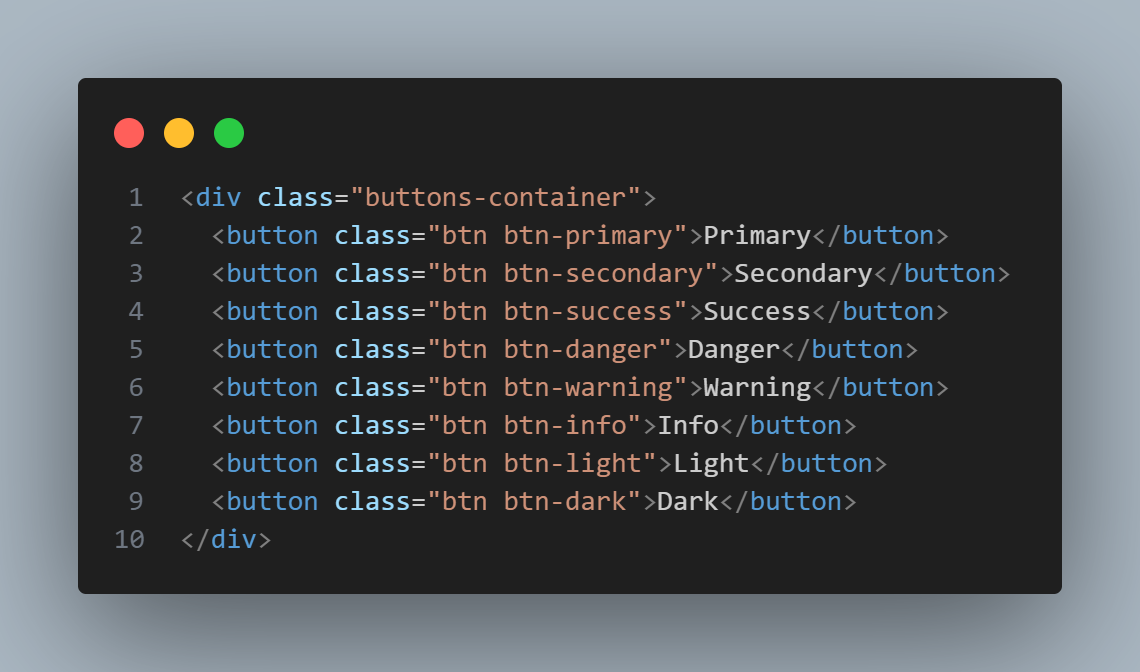 1 <div class="buttons-container">
2   <button class="btn btn-primary">Primary</button>
3   <button class="btn btn-secondary">Secondary</button>
4   <button class="btn btn-success">Success</button>
5   <button class="btn btn-danger">Danger</button>
6   <button class="btn btn-warning">Warning</button>
7   <button class="btn btn-info">Info</button>
8   <button class="btn btn-light">Light</button>
9   <button class="btn btn-dark">Dark</button>
10 </div>